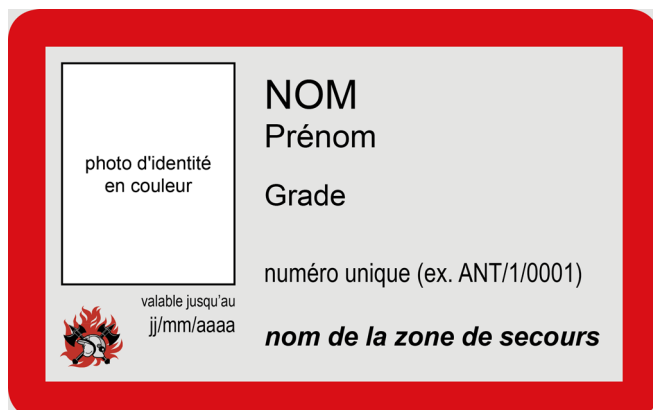 photo d'identité
en couleur
NOM
Prénom
Grade
numéro unique (ex. ANT/1/0001)
valable jusqu'au
jj/mm/aaaa
nom de la zone de secours